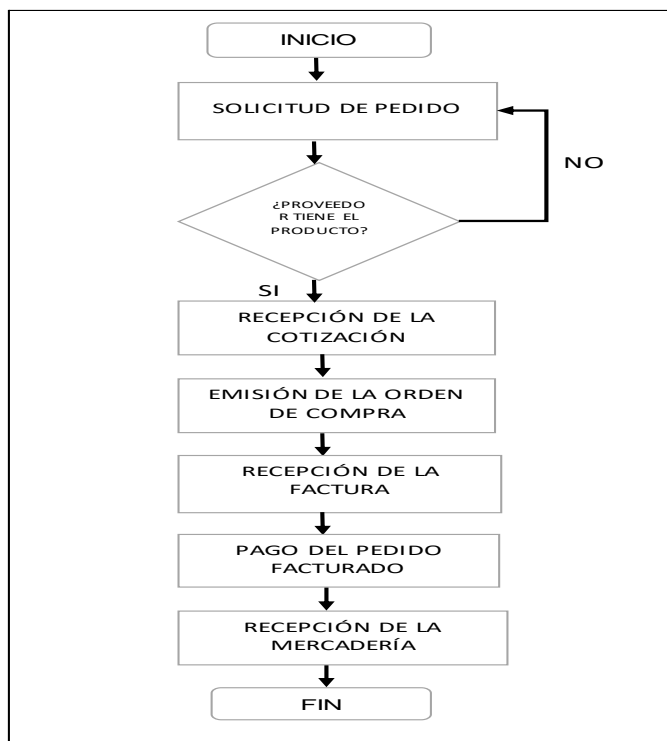 INICIO
SOLICITUD DE PEDIDO
NO
¿PROVEEDO
R TIENE EL
PRODUCTO?
SI
RECEPCIÓN DE LA
COTIZACIÓN
EMISIÓN DE LA ORDEN
DE COMPRA
RECEPCIÓN DE LA
FACTURA
PAGO DEL PEDIDO
FACTURADO
RECEPCIÓN DE LA
MERCADERÍA
FIN